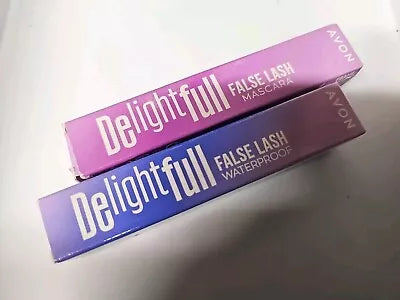 Delightfull
FALSE LASH
MASCARA
AVON
Delightfull
FALSE LASH
WATERPROOF
AVON